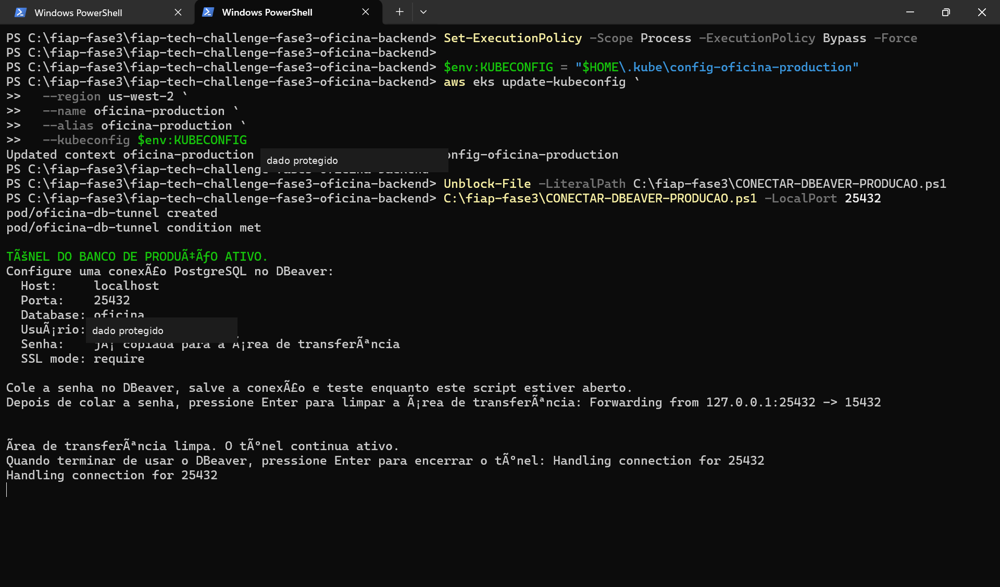 Windows PowerShell
Windows PowerShell
PS C:\fiap-fase3\fiap-tech-challenge-fase3-oficina-backend> Set-ExecutionPolicy -Scope Process -ExecutionPolicy Bypass -Force
PS C:\fiap-fase3\fiap-tech-challenge-fase3-oficina-backend>
PS C:\fiap-fase3\fiap-tech-challenge-fase3-oficina-backend> $env:KUBECONFIG = "$HOME\.kube\config-oficina-production"
PS C:\fiap-fase3\fiap-tech-challenge-fase3-oficina-backend> aws eks update-kubeconfig `
>>   --region us-west-2 `
>>   --name oficina-production `
>>   --alias oficina-production `
>>   --kubeconfig $env:KUBECONFIG
Updated context oficina-production dado protegido onfig-oficina-production
PS C:\fiap-fase3\fiap-tech-challenge-fase3-oficina-backend
PS C:\fiap-fase3\fiap-tech-challenge-fase3-oficina-backend> Unblock-File -LiteralPath C:\fiap-fase3\CONECTAR-DBEAVER-PRODUCAO.ps1
PS C:\fiap-fase3\fiap-tech-challenge-fase3-oficina-backend> C:\fiap-fase3\CONECTAR-DBEAVER-PRODUCAO.ps1 -LocalPort 25432
pod/oficina-db-tunnel created
pod/oficina-db-tunnel condition met
TÃšNEL DO BANCO DE PRODUÃ‡ÃƒO ATIVO.
Configure uma conexÃ£o PostgreSQL no DBeaver:
Host:     localhost
Porta:    25432
Database: oficina
UsuÃ¡rio: dado protegido
Senha:    jÃ¡ copiada para a Ã¡rea de transferÃªncia
SSL mode: require
Cole a senha no DBeaver, salve a conexÃ£o e teste enquanto este script estiver aberto.
Depois de colar a senha, pressione Enter para limpar a Ã¡rea de transferÃªncia: Forwarding from 127.0.0.1:25432 -> 15432
Ãrea de transferÃªncia limpa. O tÃºnel continua ativo.
Quando terminar de usar o DBeaver, pressione Enter para encerrar o tÃºnel: Handling connection for 25432
Handling connection for 25432